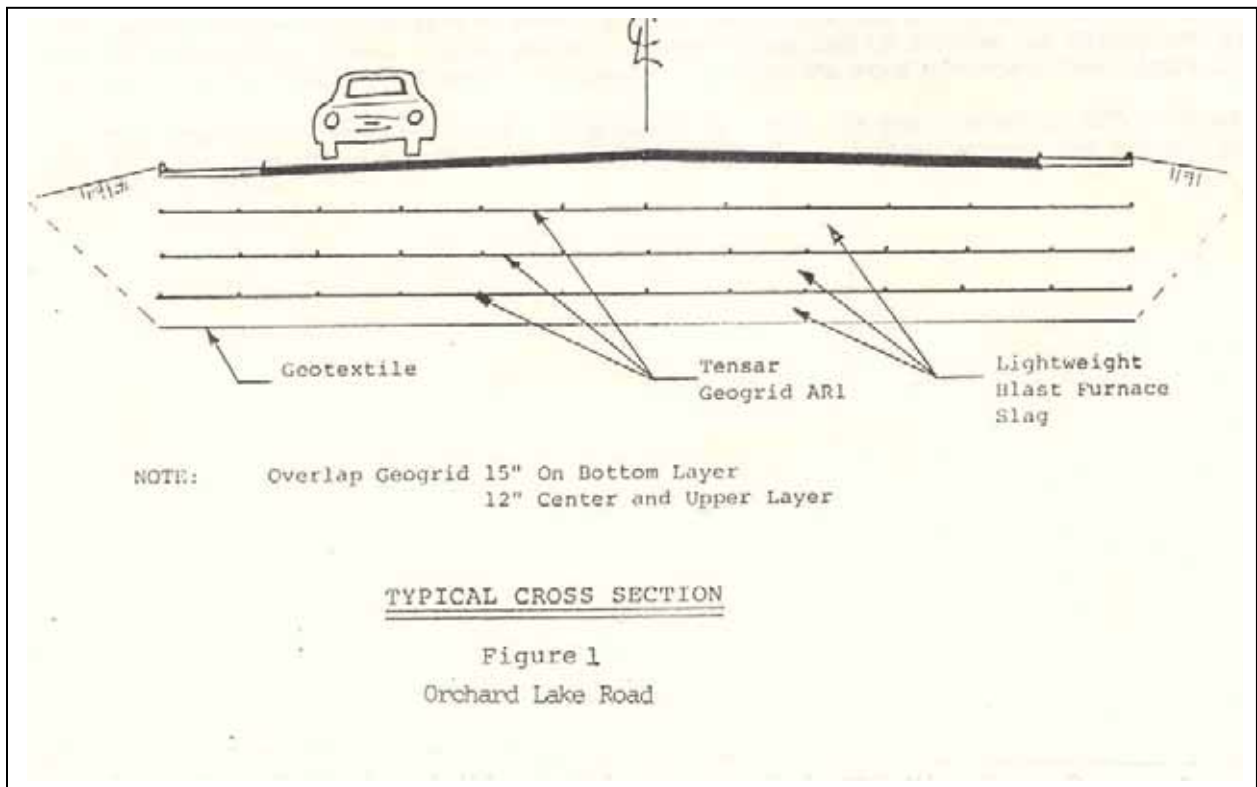 ℄
Geotextile
Tensar
Geogrid AR1
Lightweight
Blast Furnace
Slag
NOTE: Overlap Geogrid 15" On Bottom Layer
12" Center and Upper Layer
TYPICAL CROSS SECTION
Figure 1
Orchard Lake Road